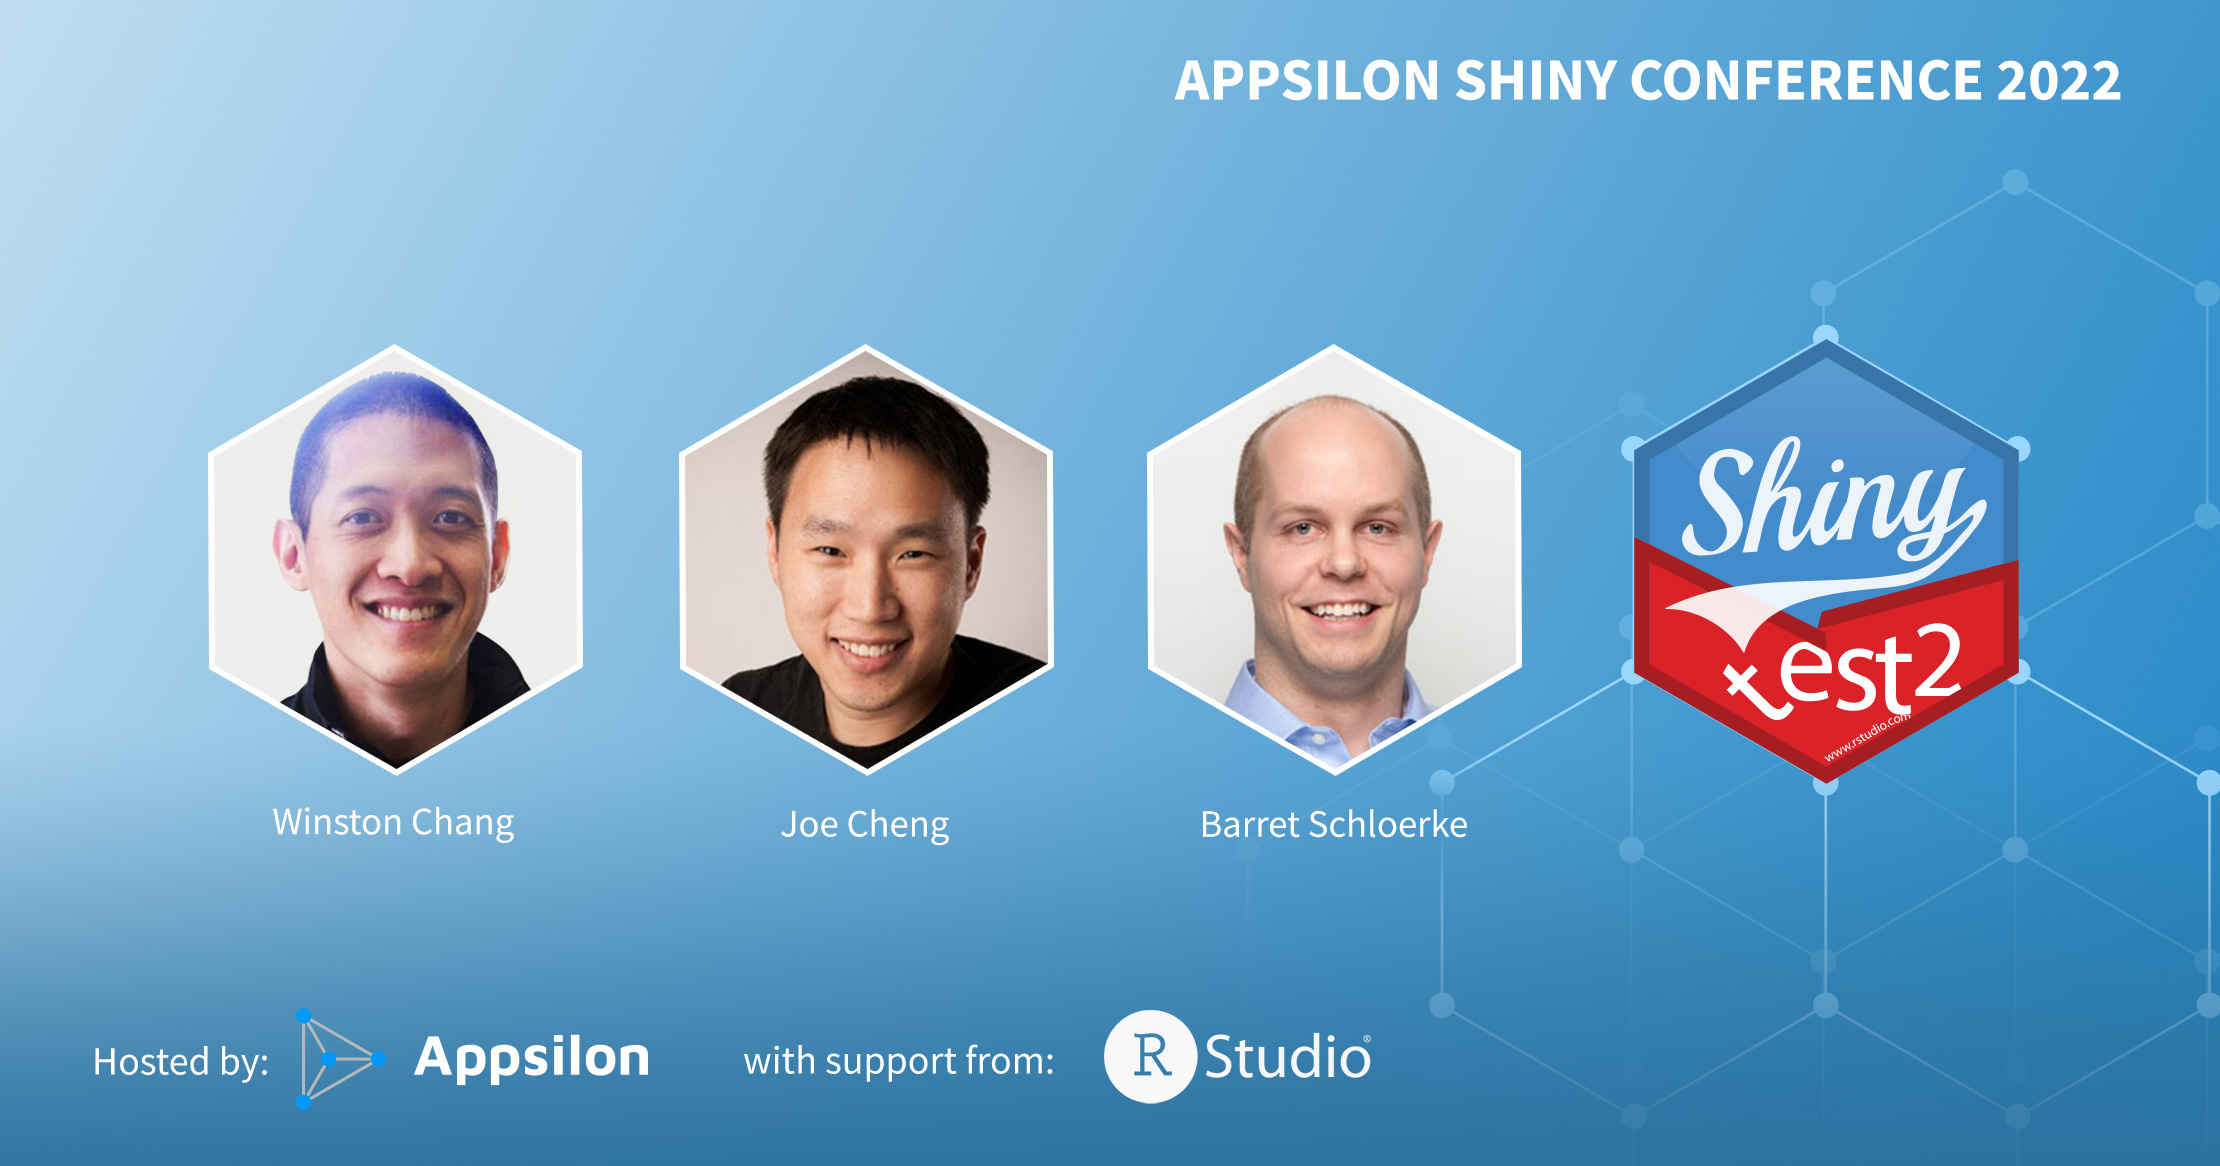 APPSILON SHINY CONFERENCE 2022
Shiny
test2
www.rstudio.com
Winston Chang
Joe Cheng
Barret Schloerke
Hosted by: Appsilon with support from: R Studio®